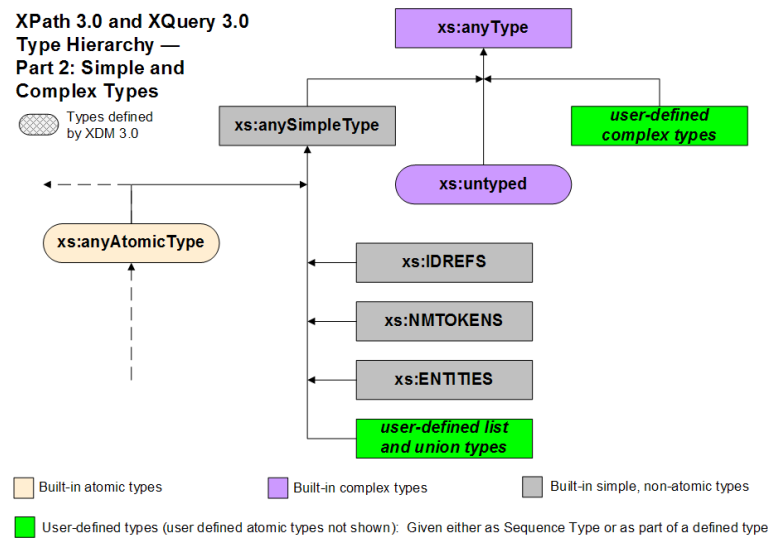 XPath 3.0 and XQuery 3.0
Type Hierarchy —
Part 2: Simple and
Complex Types
Types defined
by XDM 3.0
xs:anyType
xs:anySimpleType
user-defined
complex types
xs:untyped
xs:anyAtomicType
xs:IDREFS
xs:NMTOKENS
xs:ENTITIES
user-defined list
and union types
Built-in atomic types
Built-in complex types
Built-in simple, non-atomic types
User-defined types (user defined atomic types not shown): Given either as Sequence Type or as part of a defined type